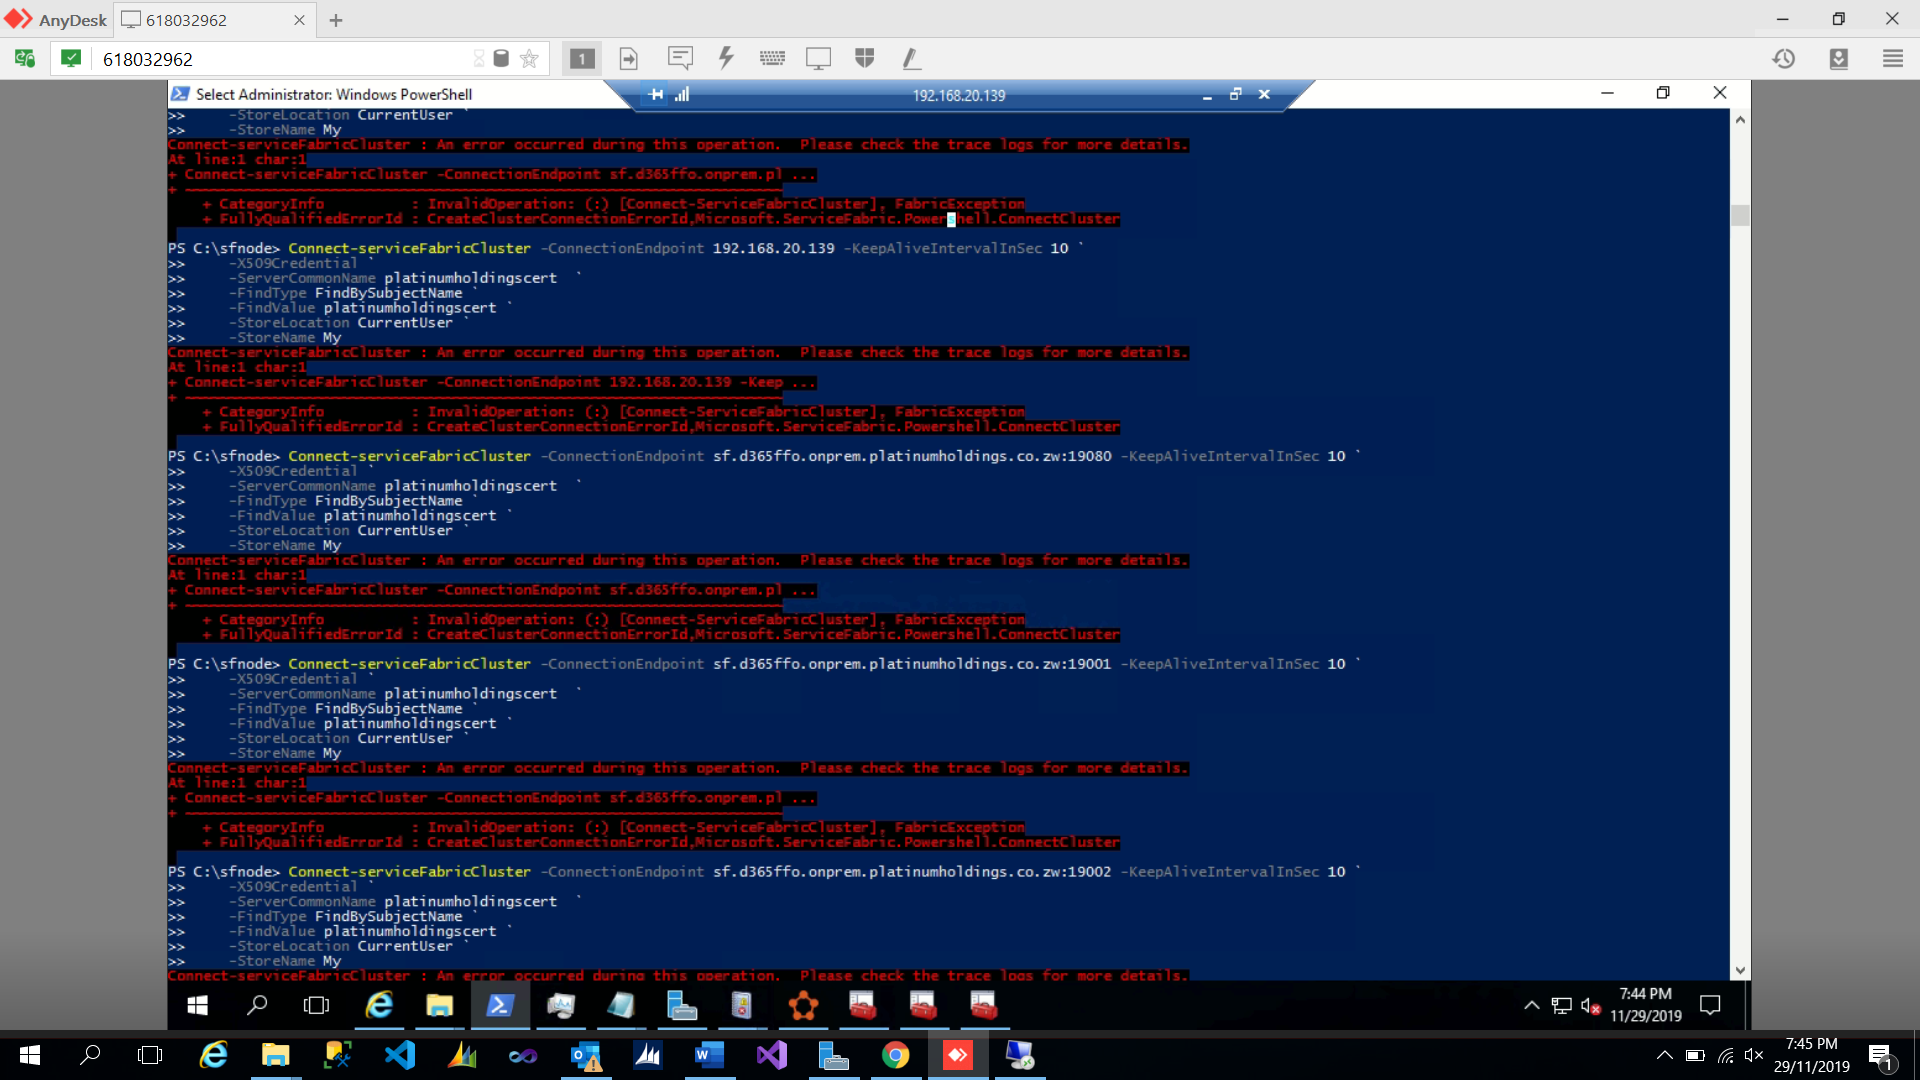 AnyDesk
618032962
618032962
1
Select Administrator: Windows PowerShell
192.168.20.139
>>     -StoreLocation CurrentUser `
>>     -StoreName My
Connect-serviceFabricCluster : An error occurred during this operation.  Please check the trace logs for more details.
At line:1 char:1
+ Connect-serviceFabricCluster -ConnectionEndpoint sf.d365ffo.onprem.pl ...
+ ~~~~~~~~~~~~~~~~~~~~~~~~~~~~~~~~~~~~~~~~~~~~~~~~~~~~~~~~~~~~~~~~~~~~~
    + CategoryInfo          : InvalidOperation: (:) [Connect-ServiceFabricCluster], FabricException
    + FullyQualifiedErrorId : CreateClusterConnectionErrorId,Microsoft.ServiceFabric.Powershell.ConnectCluster
PS C:\sfnode> Connect-serviceFabricCluster -ConnectionEndpoint 192.168.20.139 -KeepAliveIntervalInSec 10 `
>>     -X509Credential `
>>     -ServerCommonName platinumholdingscert  `
>>     -FindType FindBySubjectName `
>>     -FindValue platinumholdingscert `
>>     -StoreLocation CurrentUser `
>>     -StoreName My
Connect-serviceFabricCluster : An error occurred during this operation.  Please check the trace logs for more details.
At line:1 char:1
+ Connect-serviceFabricCluster -ConnectionEndpoint 192.168.20.139 -Keep ...
+ ~~~~~~~~~~~~~~~~~~~~~~~~~~~~~~~~~~~~~~~~~~~~~~~~~~~~~~~~~~~~~~~~~~~~~
    + CategoryInfo          : InvalidOperation: (:) [Connect-ServiceFabricCluster], FabricException
    + FullyQualifiedErrorId : CreateClusterConnectionErrorId,Microsoft.ServiceFabric.Powershell.ConnectCluster
PS C:\sfnode> Connect-serviceFabricCluster -ConnectionEndpoint sf.d365ffo.onprem.platinumholdings.co.zw:19080 -KeepAliveIntervalInSec 10 `
>>     -X509Credential `
>>     -ServerCommonName platinumholdingscert  `
>>     -FindType FindBySubjectName `
>>     -FindValue platinumholdingscert `
>>     -StoreLocation CurrentUser `
>>     -StoreName My
Connect-serviceFabricCluster : An error occurred during this operation.  Please check the trace logs for more details.
At line:1 char:1
+ Connect-serviceFabricCluster -ConnectionEndpoint sf.d365ffo.onprem.pl ...
+ ~~~~~~~~~~~~~~~~~~~~~~~~~~~~~~~~~~~~~~~~~~~~~~~~~~~~~~~~~~~~~~~~~~~~~
    + CategoryInfo          : InvalidOperation: (:) [Connect-ServiceFabricCluster], FabricException
    + FullyQualifiedErrorId : CreateClusterConnectionErrorId,Microsoft.ServiceFabric.Powershell.ConnectCluster
PS C:\sfnode> Connect-serviceFabricCluster -ConnectionEndpoint sf.d365ffo.onprem.platinumholdings.co.zw:19001 -KeepAliveIntervalInSec 10 `
>>     -X509Credential `
>>     -ServerCommonName platinumholdingscert  `
>>     -FindType FindBySubjectName `
>>     -FindValue platinumholdingscert `
>>     -StoreLocation CurrentUser `
>>     -StoreName My
Connect-serviceFabricCluster : An error occurred during this operation.  Please check the trace logs for more details.
At line:1 char:1
+ Connect-serviceFabricCluster -ConnectionEndpoint sf.d365ffo.onprem.pl ...
+ ~~~~~~~~~~~~~~~~~~~~~~~~~~~~~~~~~~~~~~~~~~~~~~~~~~~~~~~~~~~~~~~~~~~~~
    + CategoryInfo          : InvalidOperation: (:) [Connect-ServiceFabricCluster], FabricException
    + FullyQualifiedErrorId : CreateClusterConnectionErrorId,Microsoft.ServiceFabric.Powershell.ConnectCluster
PS C:\sfnode> Connect-serviceFabricCluster -ConnectionEndpoint sf.d365ffo.onprem.platinumholdings.co.zw:19002 -KeepAliveIntervalInSec 10 `
>>     -X509Credential `
>>     -ServerCommonName platinumholdingscert  `
>>     -FindType FindBySubjectName `
>>     -FindValue platinumholdingscert `
>>     -StoreLocation CurrentUser `
>>     -StoreName My
Connect-serviceFabricCluster : An error occurred during this operation.  Please check the trace logs for more details.
7:44 PM
11/29/2019
7:45 PM
29/11/2019
1